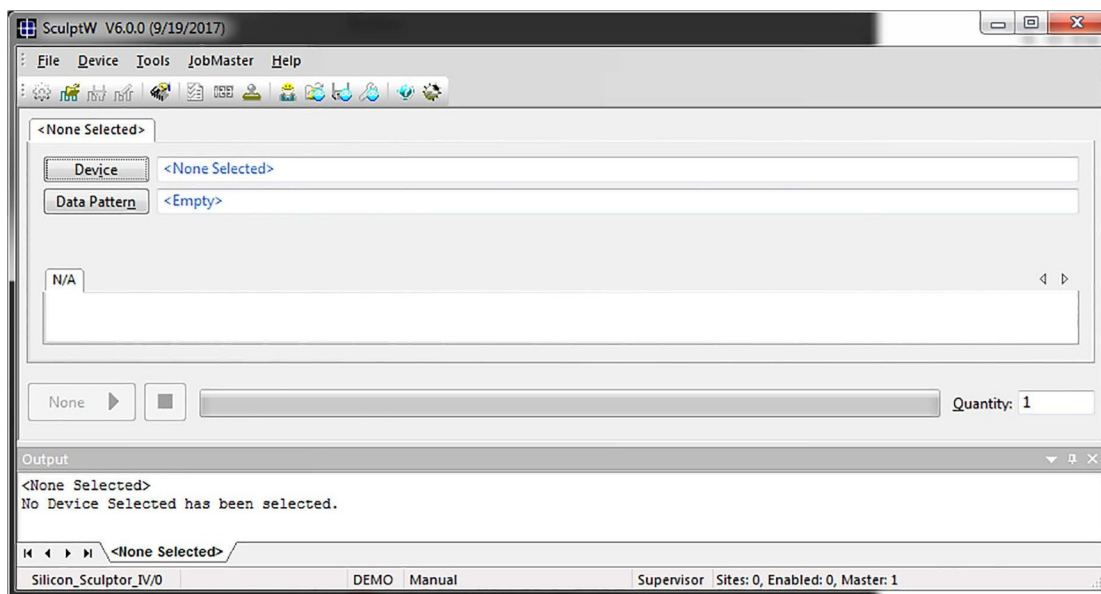 SculptW V6.0.0 (9/19/2017)
File Device Tools JobMaster Help
<None Selected>
Device <None Selected>
Data Pattern <Empty>
N/A
None Quantity: 1
Output
<None Selected>
No Device Selected has been selected.
<None Selected>
Silicon_Sculptor_IV/0 DEMO Manual Supervisor Sites: 0, Enabled: 0, Master: 1